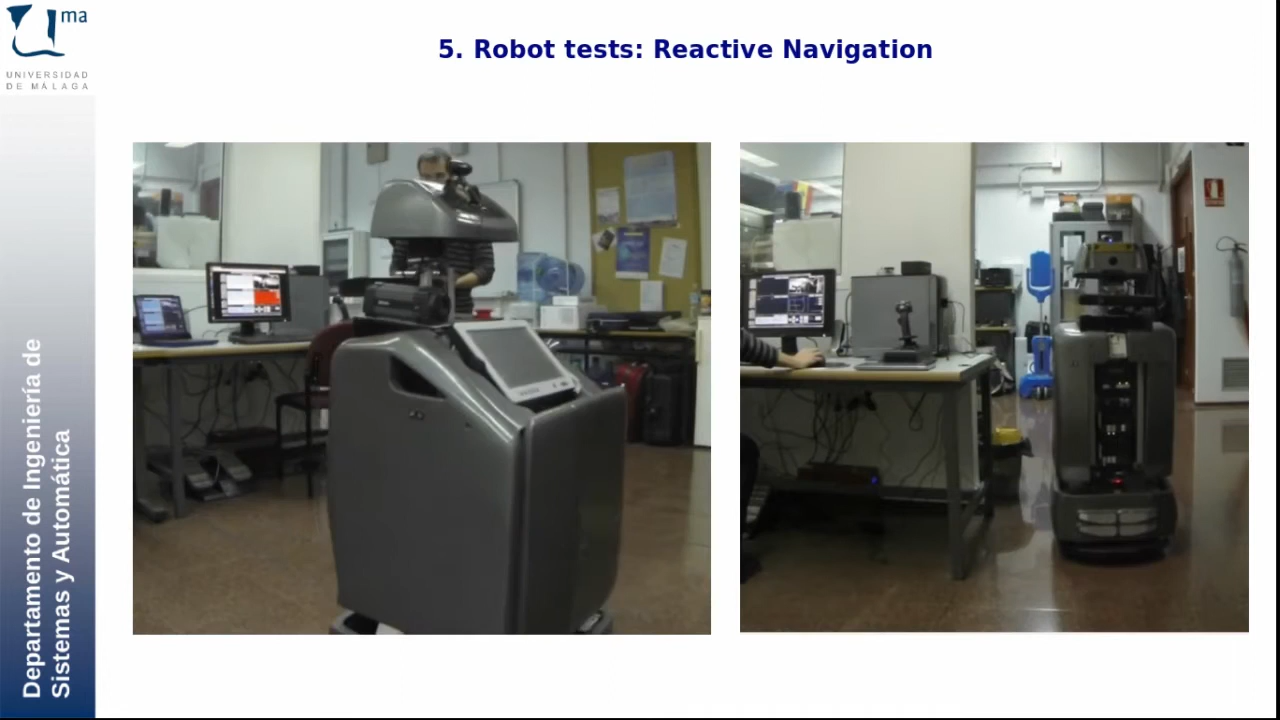 ma
UNIVERSIDAD
DE MÁLAGA
5. Robot tests: Reactive Navigation
Departamento de Ingeniería de
Sistemas y Automática